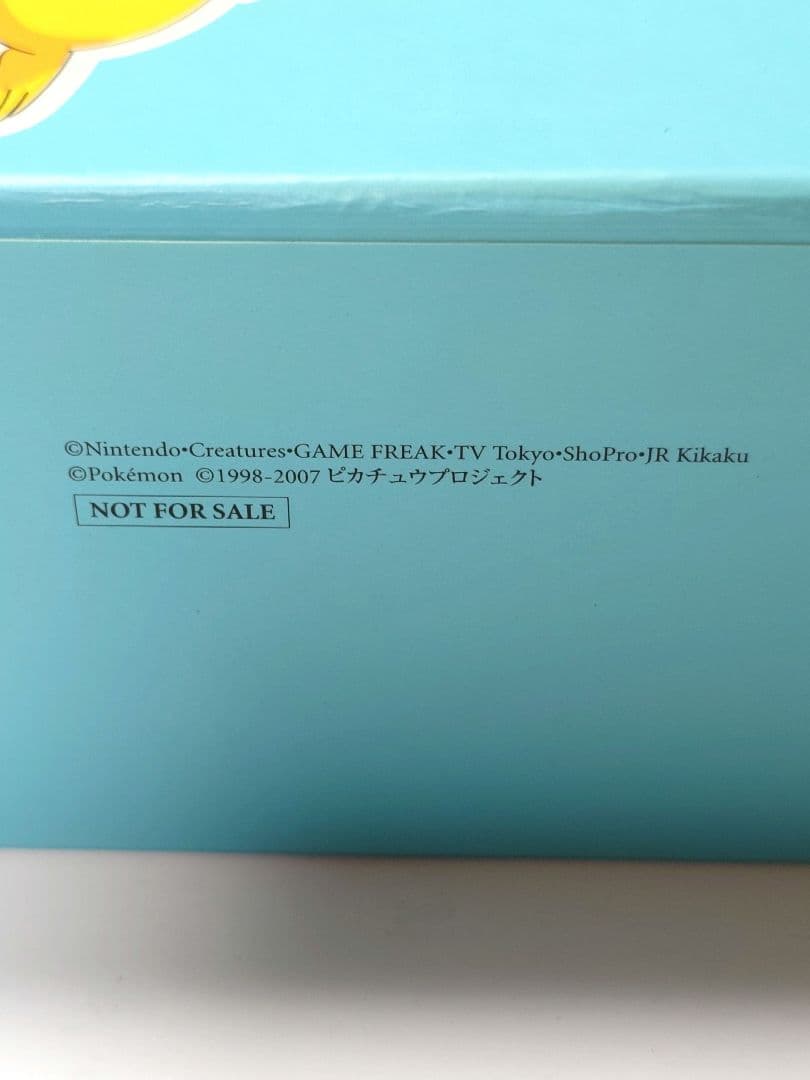 ©Nintendo•Creatures•GAME FREAK•TV Tokyo•ShoPro•JR Kikaku
©Pokémon ©1998-2007 ピカチュウプロジェクト
NOT FOR SALE